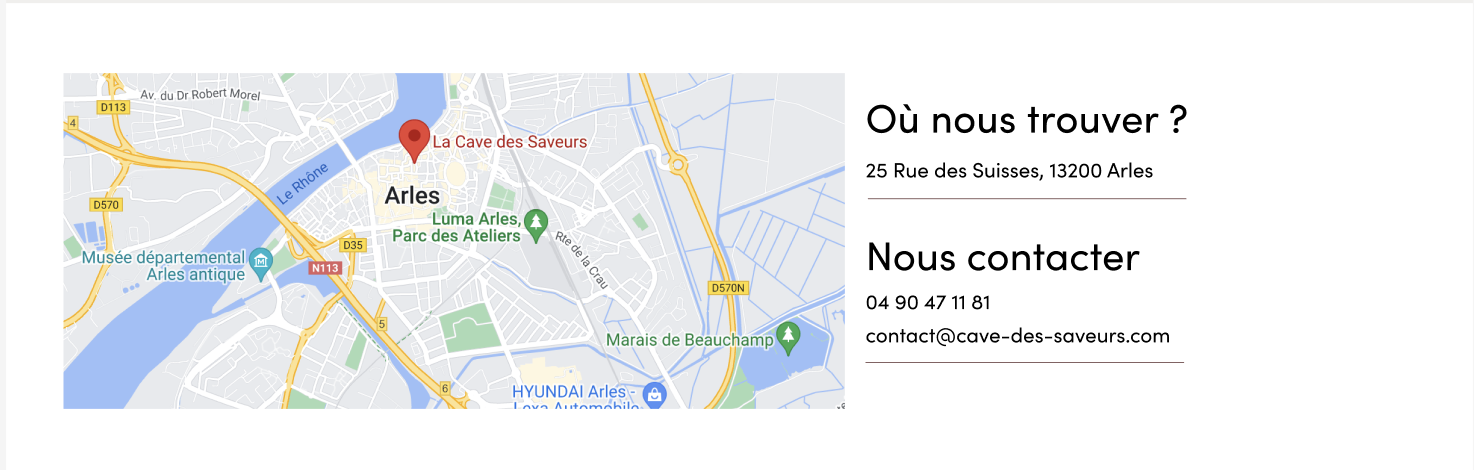 Av. du Dr Robert Morel
D113
4
La Cave des Saveurs
Le Rhône
Arles
D570
Luma Arles,
Parc des Ateliers
Rte de la Crau
D35
Musée départemental
Arles antique
N113
D570N
5
Marais de Beauchamp
6
HYUNDAI Arles -
Lexa Automobile
Où nous trouver ?
25 Rue des Suisses, 13200 Arles
Nous contacter
04 90 47 11 81
contact@cave-des-saveurs.com